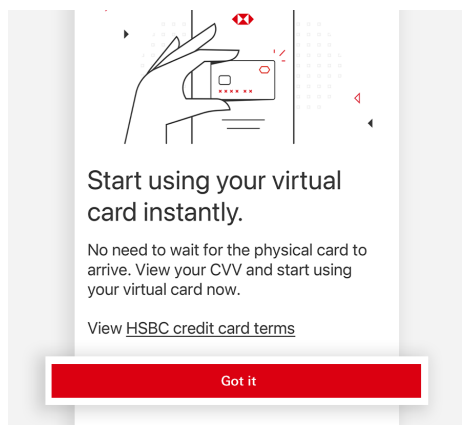 Start using your virtual
card instantly.
No need to wait for the physical card to
arrive. View your CVV and start using
your virtual card now.
View HSBC credit card terms
Got it